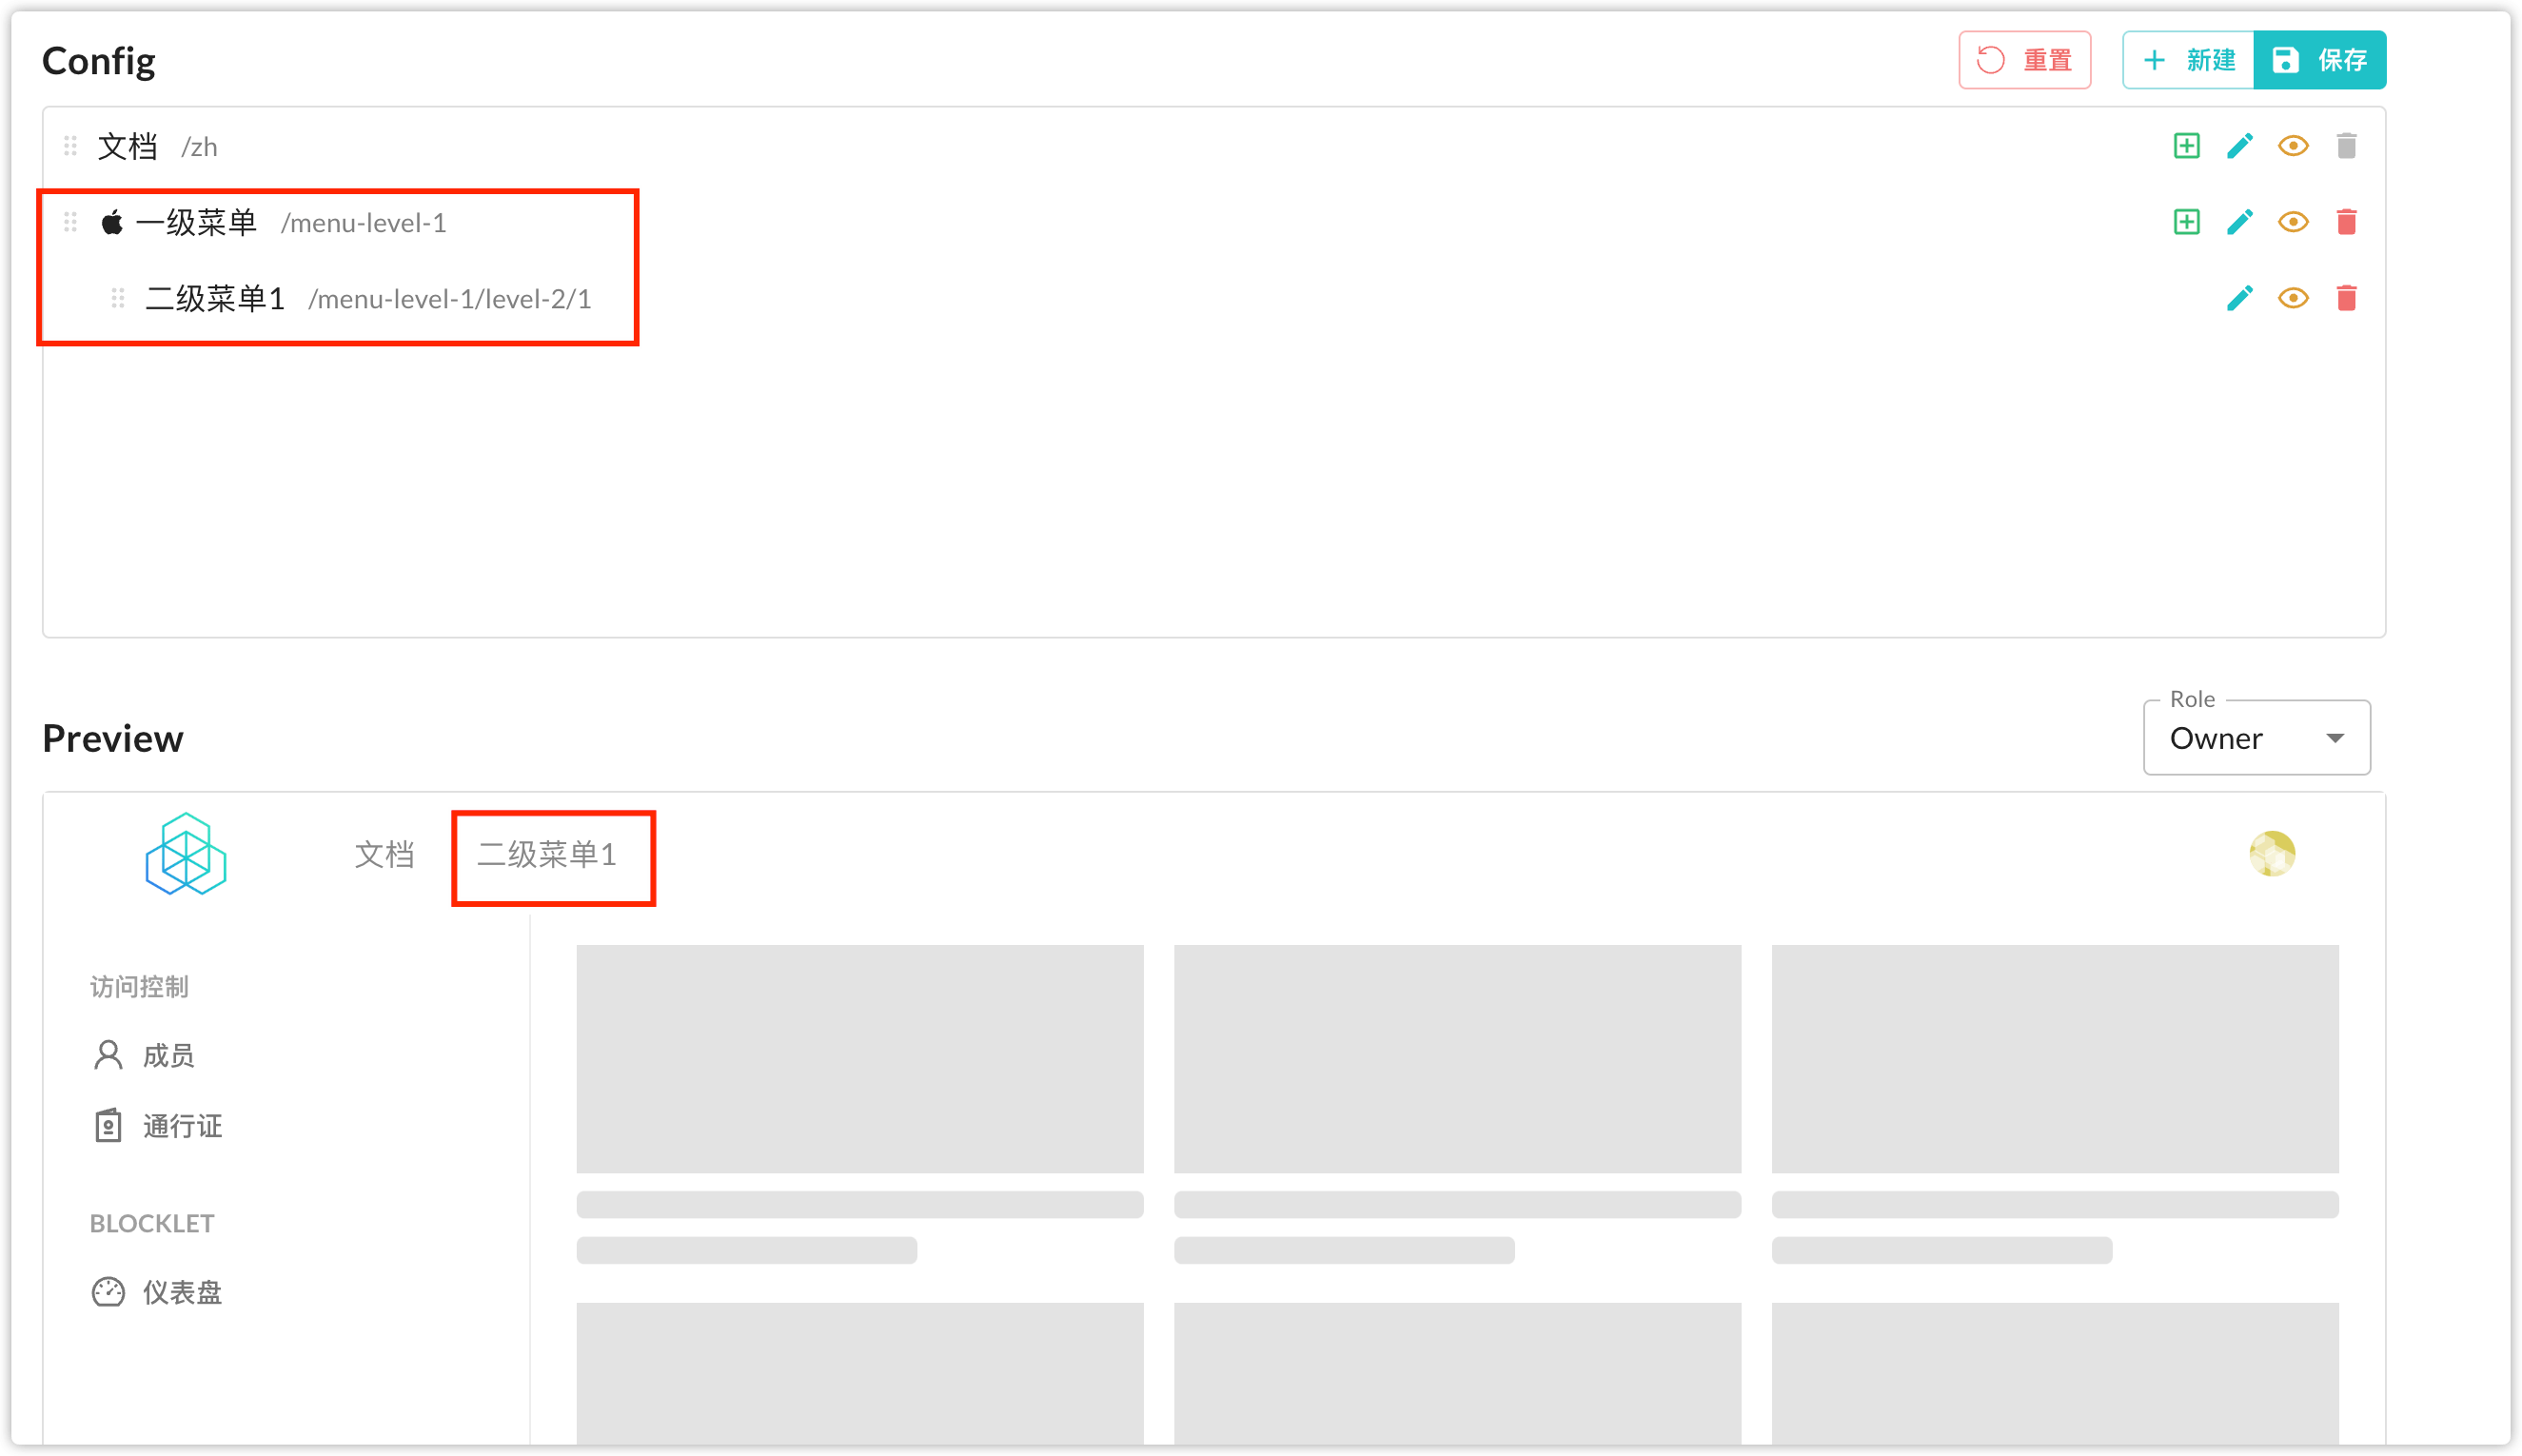 Config
重置
新建
保存
文档 /zh
一级菜单 /menu-level-1
二级菜单1 /menu-level-1/level-2/1
Preview
Role
Owner
文档
二级菜单1
访问控制
成员
通行证
BLOCKLET
仪表盘